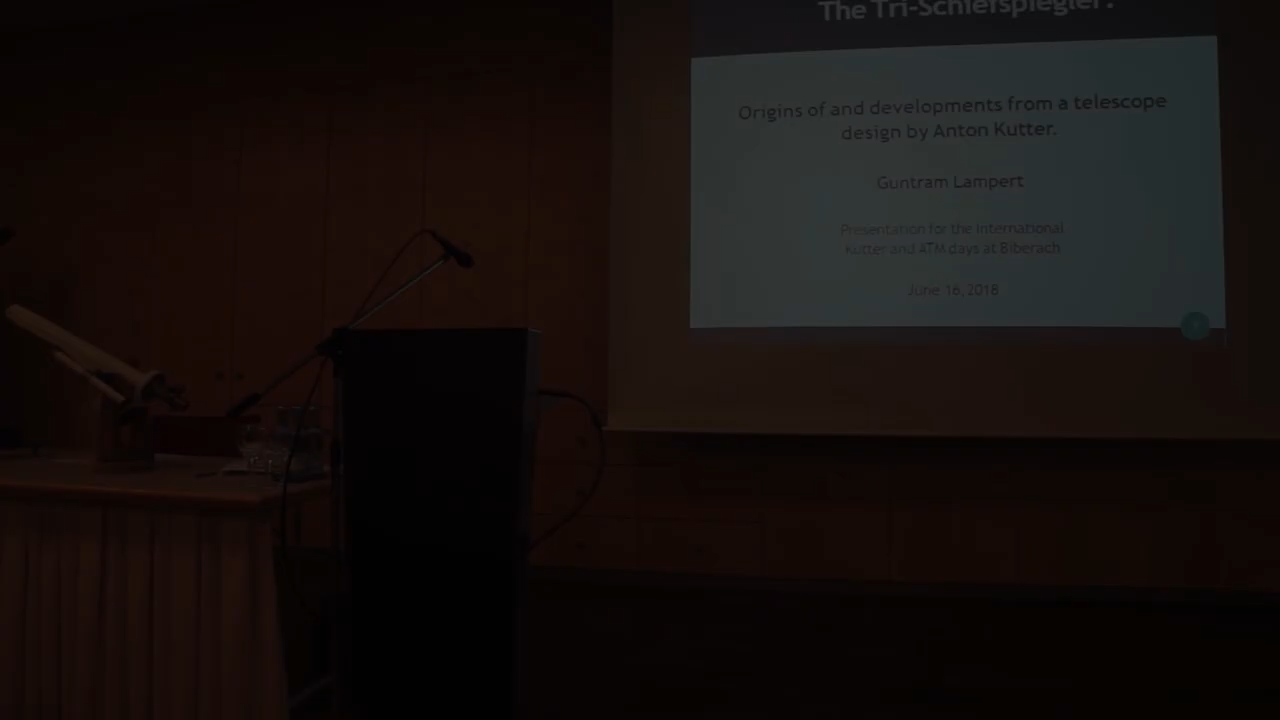 The Tri-Schiefspiegler.
Origins of and developments from a telescope
design by Anton Kutter.
Guntram Lampert
Presentation for the International
Kutter and ATM days at Biberach
June 16, 2018